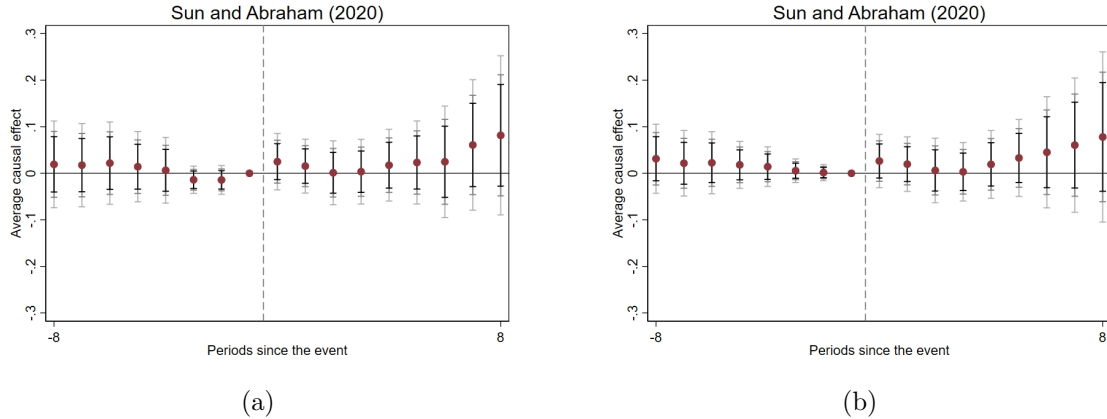 Sun and Abraham (2020)
Average causal effect
.3
.2
.1
0
-.1
-.2
-.3
-8
8
Periods since the event
(a)
Sun and Abraham (2020)
Average causal effect
.3
.2
.1
0
-.1
-.2
-.3
-8
8
Periods since the event
(b)